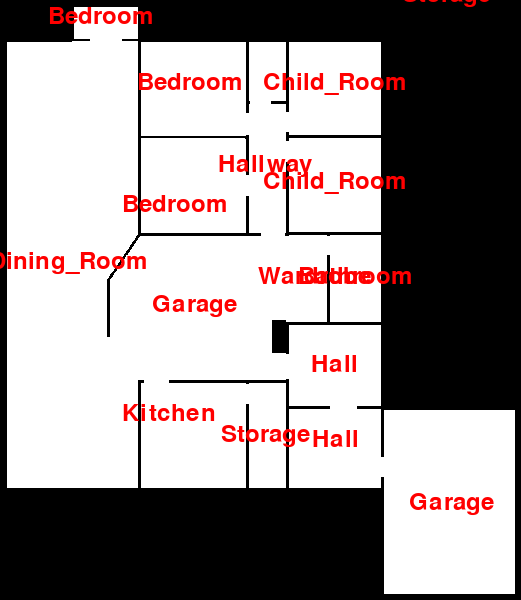 Storage
Bedroom
Bedroom
Child_Room
Hallway
Child_Room
Bedroom
Dining_Room
Wardrobe
Bathroom
Garage
Hall
Kitchen
Storage
Hall
Garage